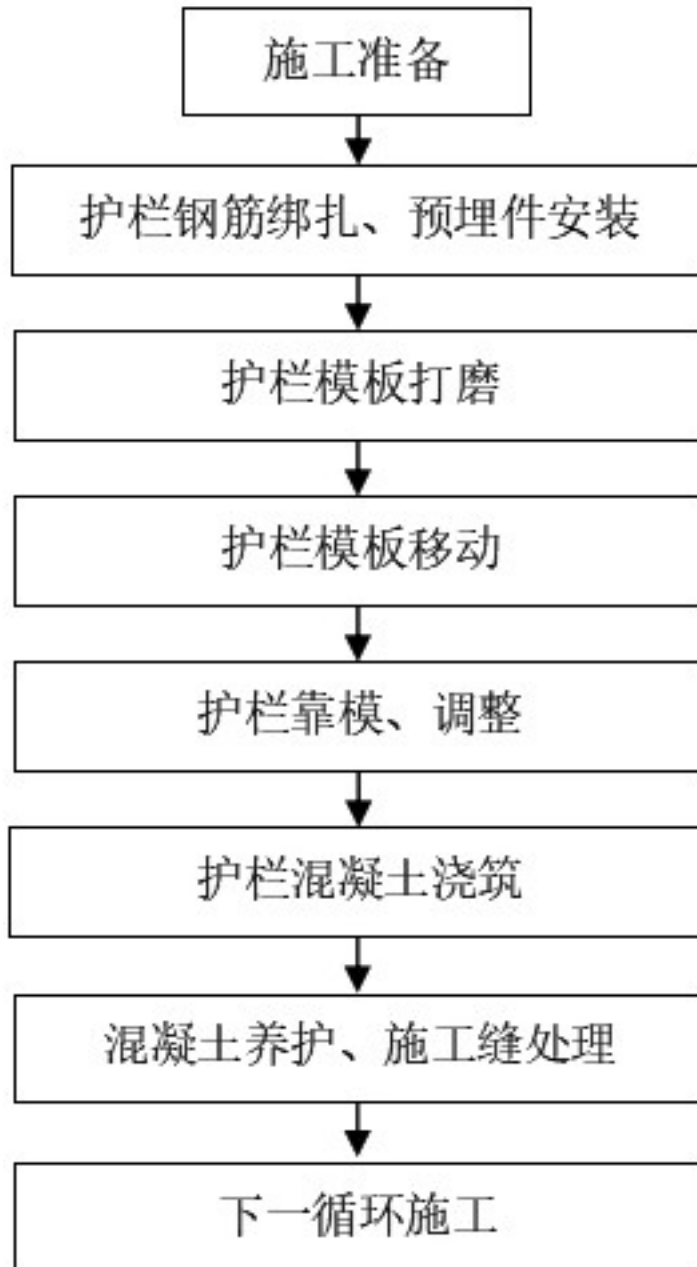 施工准备
护栏钢筋绑扎、预埋件安装
护栏模板打磨
护栏模板移动
护栏靠模、调整
护栏混凝土浇筑
混凝土养护、施工缝处理
下一循环施工